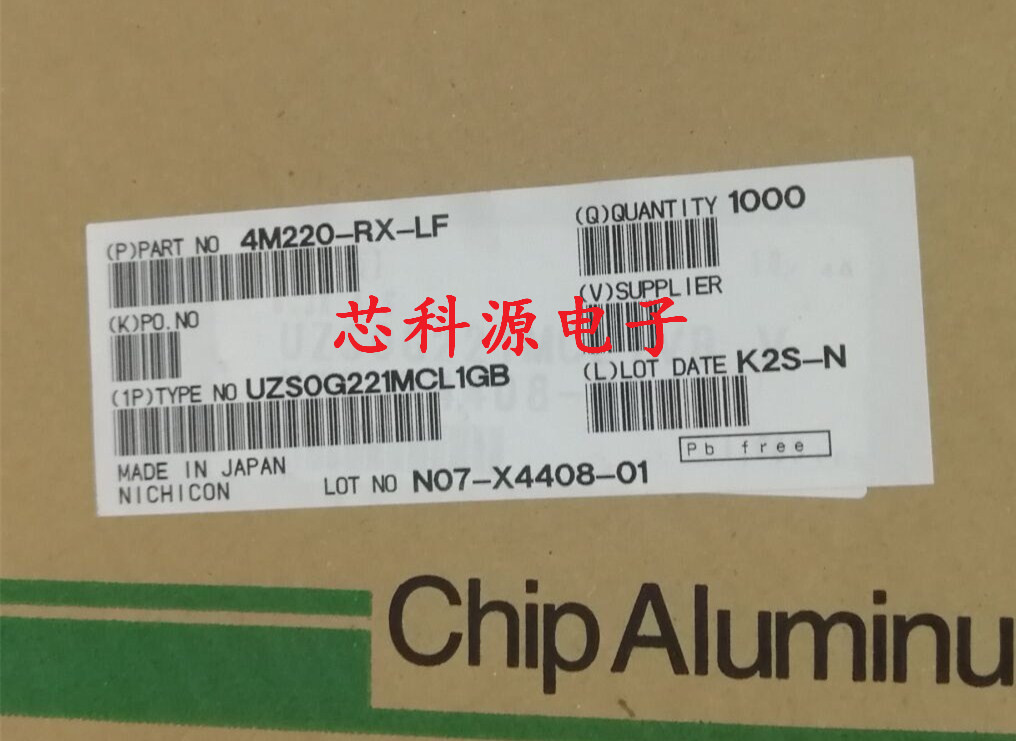 (P)PART NO 4M220-RX-LF
(Q)QUANTITY 1000
(K)PO.NO
(V)SUPPLIER
芯科源电子
(1P)TYPE NO UZS0G221MCL1GB
(L)LOT DATE K2S-N
Pb free
MADE IN JAPAN
NICHICON
LOT NO N07-X4408-01
Chip Aluminu